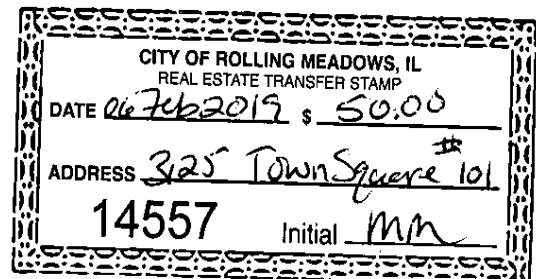 CITY OF ROLLING MEADOWS, IL
REAL ESTATE TRANSFER STAMP
DATE 06 Feb 2019 $ 50.00
ADDRESS 3125 Town Square # 101
14557 Initial MM